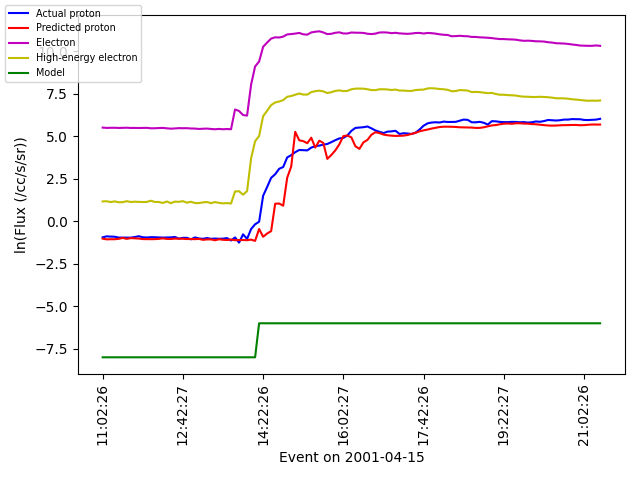 Actual proton
Predicted proton
Electron
High-energy electron
Model
10.0
7.5
5.0
2.5
0.0
−2.5
−5.0
−7.5
ln(Flux (/cc/s/sr))
11:02:26
12:42:27
14:22:26
16:02:27
17:42:26
19:22:27
21:02:26
Event on 2001-04-15